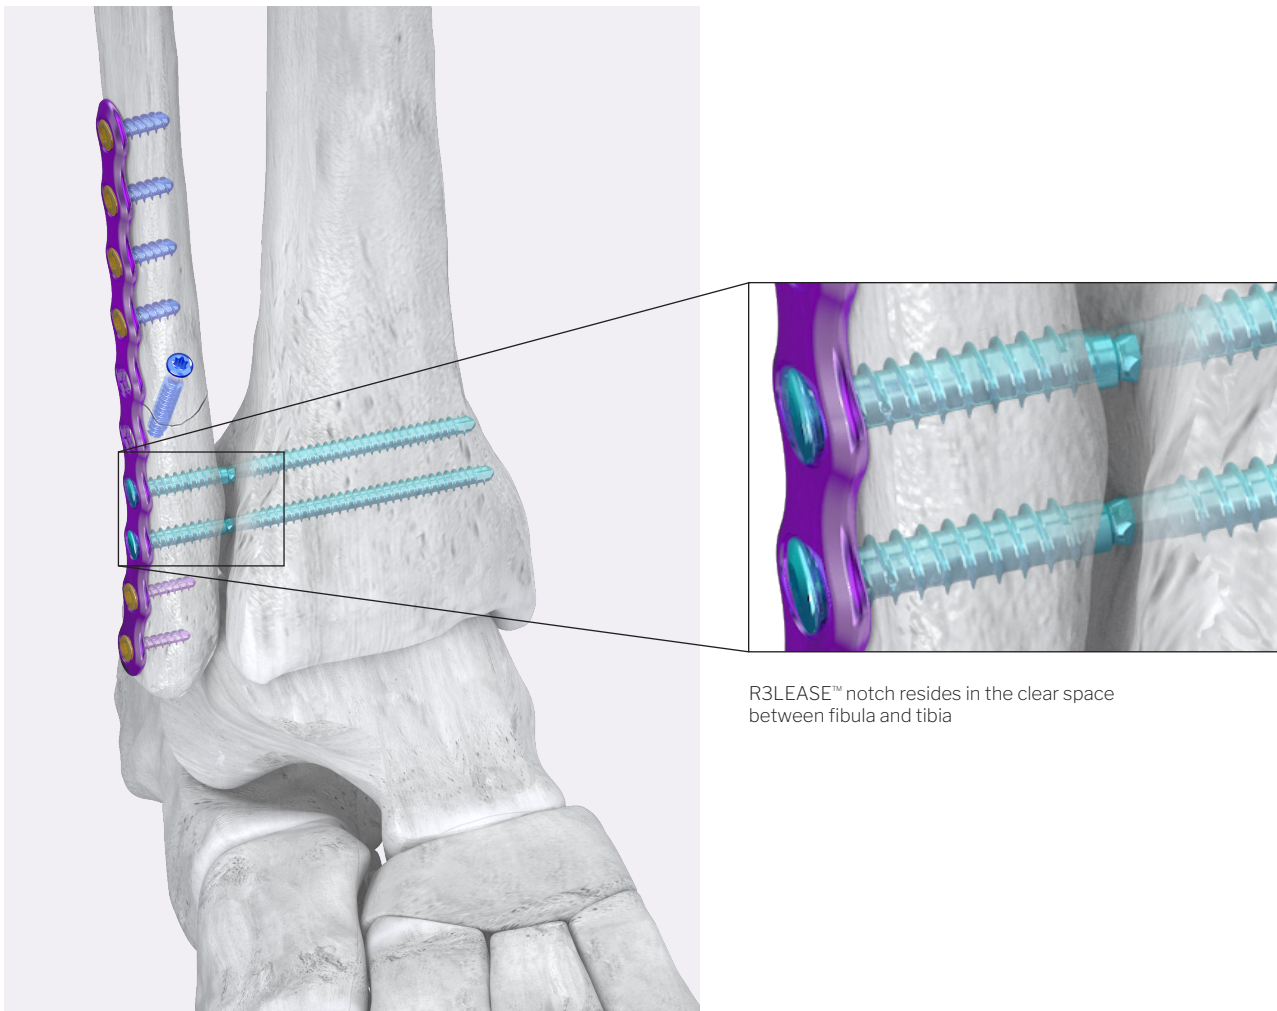 R3LEASE™ notch resides in the clear space
between fibula and tibia